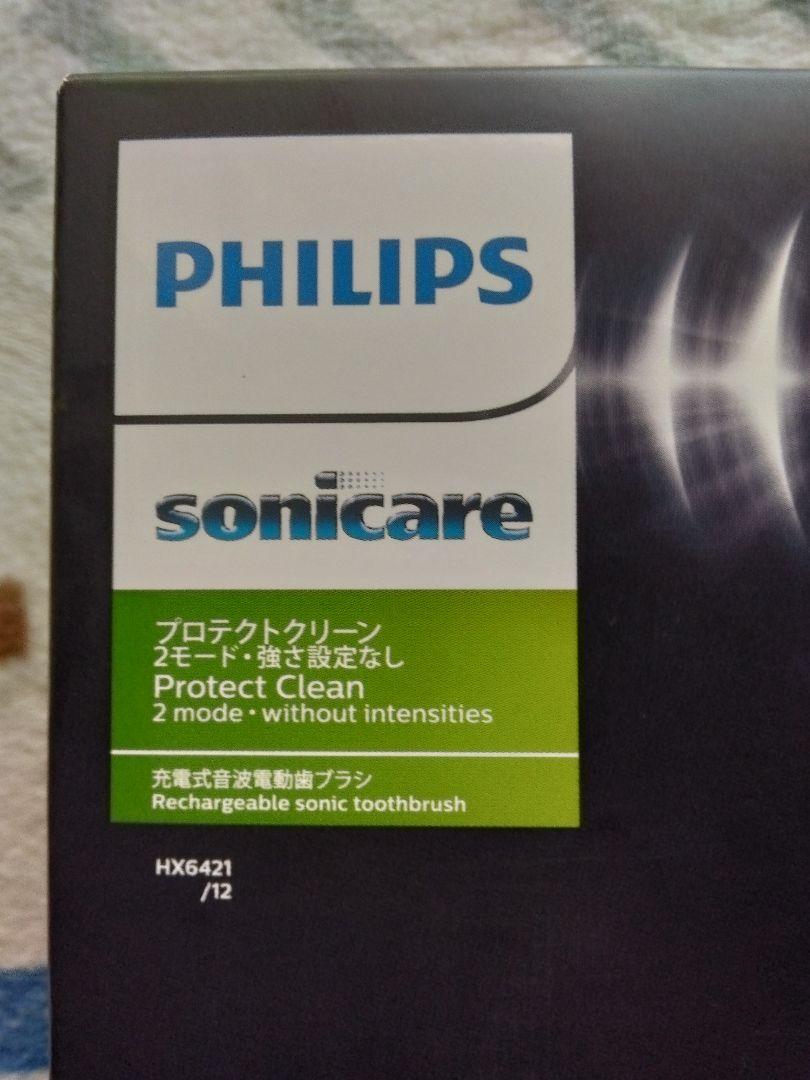 PHILIPS
sonicare
プロテクトクリーン
2モード・強さ設定なし
Protect Clean
2 mode・without intensities
充電式音波電動歯ブラシ
Rechargeable sonic toothbrush
HX6421
/12